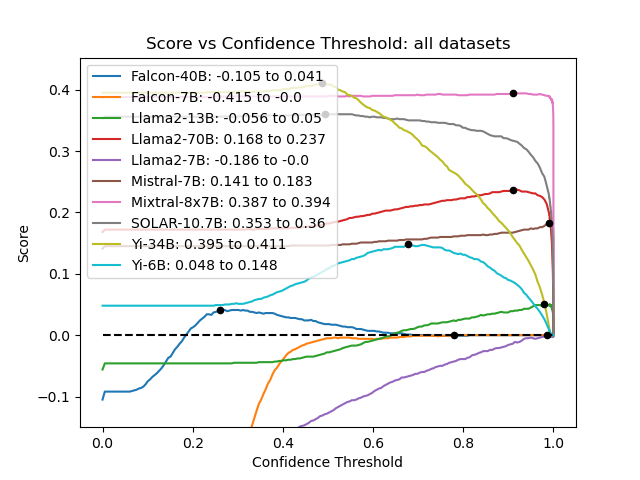 Score vs Confidence Threshold: all datasets
Falcon-40B: -0.105 to 0.041
Falcon-7B: -0.415 to -0.0
Llama2-13B: -0.056 to 0.05
Llama2-70B: 0.168 to 0.237
Llama2-7B: -0.186 to -0.0
Mistral-7B: 0.141 to 0.183
Mixtral-8x7B: 0.387 to 0.394
SOLAR-10.7B: 0.353 to 0.36
Yi-34B: 0.395 to 0.411
Yi-6B: 0.048 to 0.148
0.4
0.3
0.2
0.1
0.0
-0.1
Score
0.0 0.2 0.4 0.6 0.8 1.0
Confidence Threshold